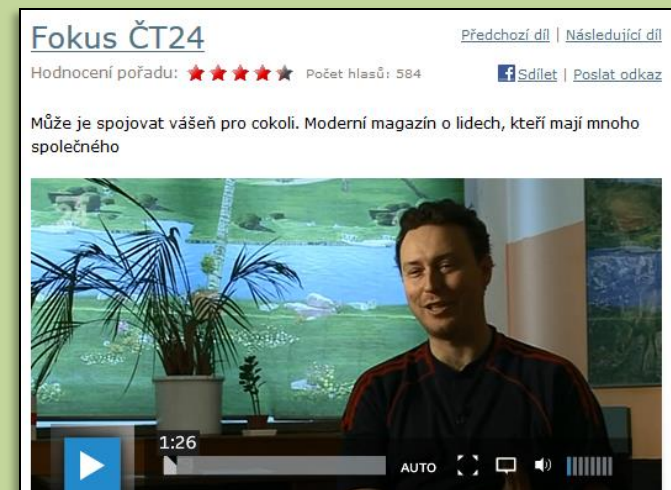 Fokus ČT24
Předchozí díl | Následující díl
Hodnocení pořadu: Počet hlasů: 584
Sdílet | Poslat odkaz
Může je spojovat vášeň pro cokoli. Moderní magazín o lidech, kteří mají mnoho
společného
1:26
AUTO